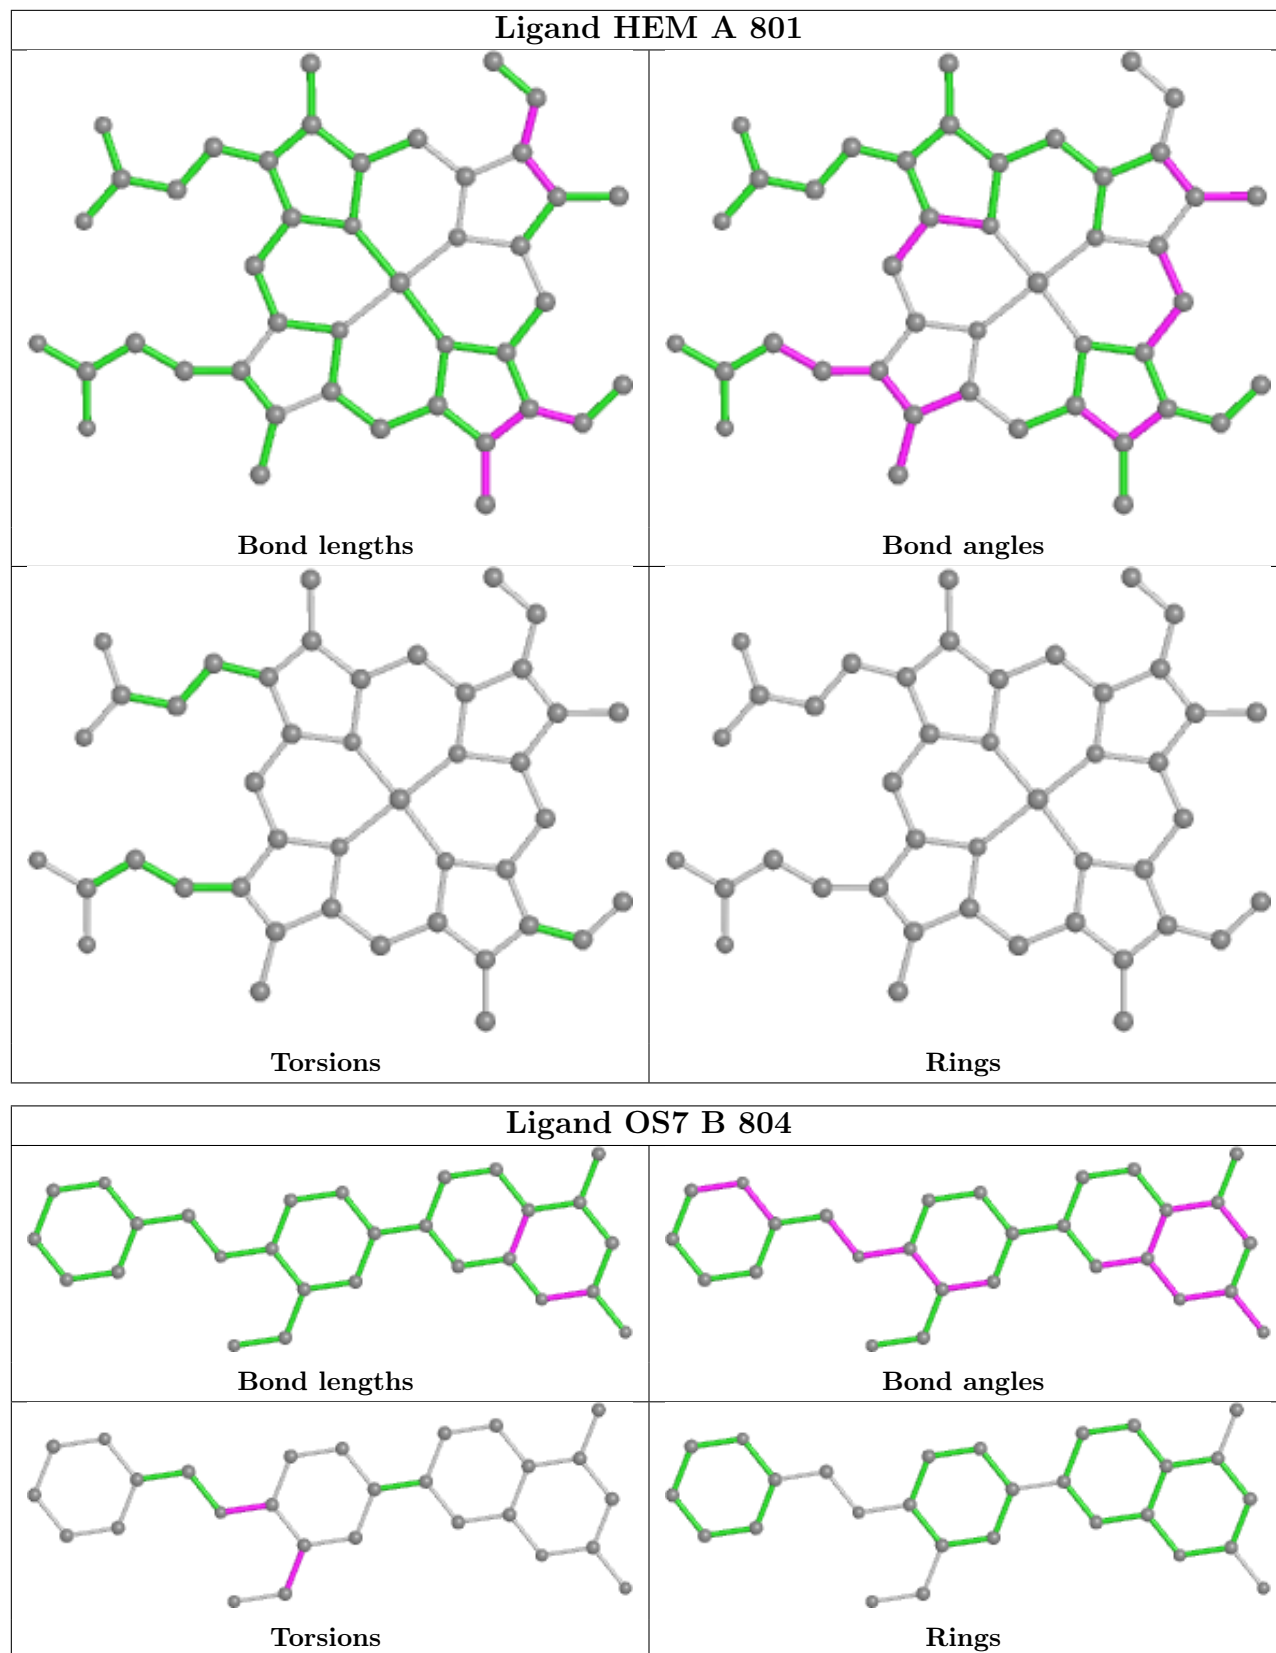 Ligand HEM A 801
Bond lengths
Bond angles
Torsions
Rings
Ligand OS7 B 804
Bond lengths
Bond angles
Torsions
Rings